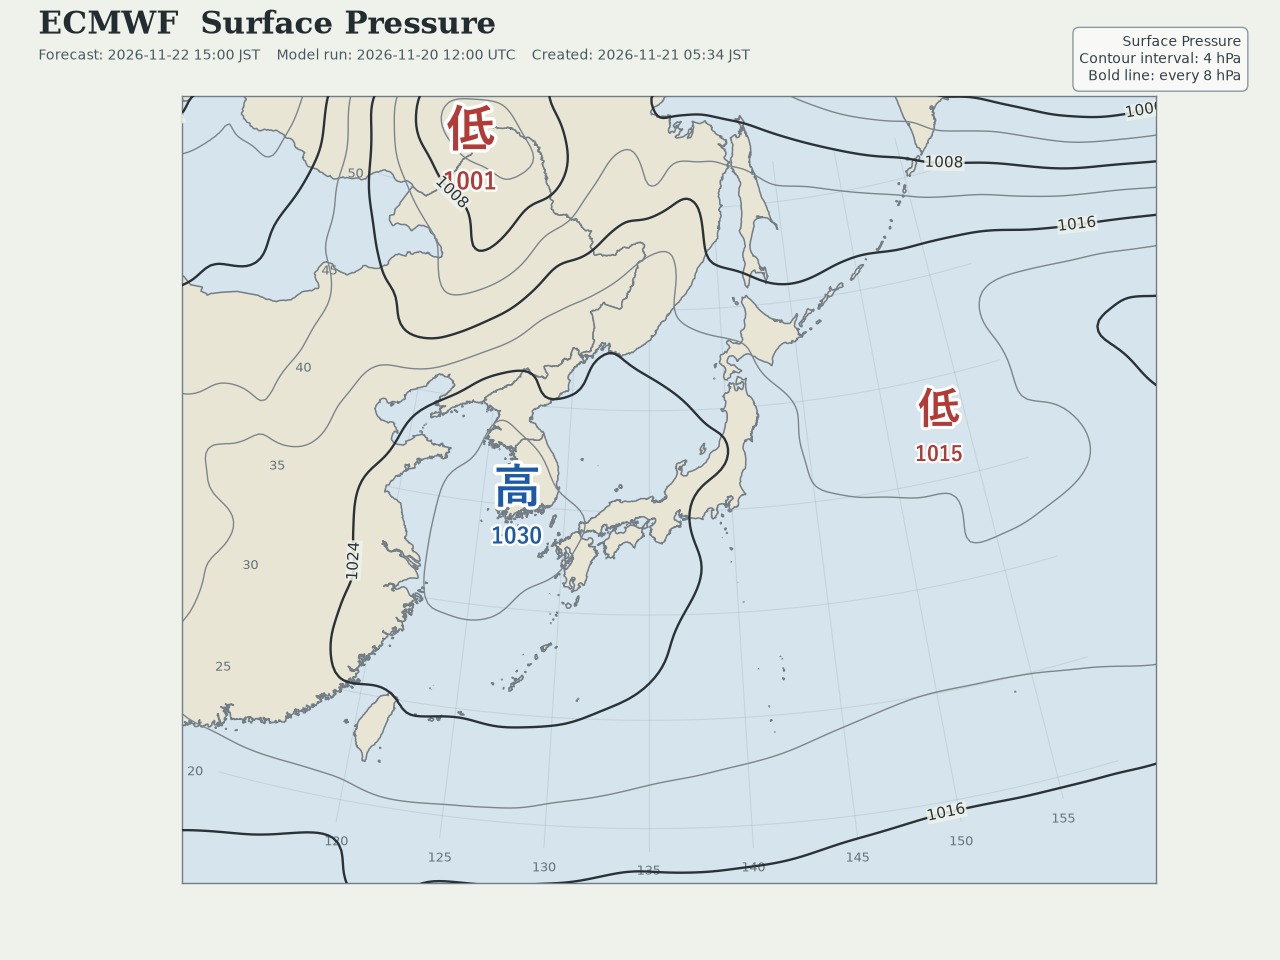 ECMWF  Surface Pressure
Forecast: 2026-11-22 15:00 JST    Model run: 2026-11-20 12:00 UTC    Created: 2026-11-21 05:34 JST
Surface Pressure
Contour interval: 4 hPa
Bold line: every 8 hPa
低
1001
1008
1008
1016
50
45
40
35
30
25
20
低
1015
高
1030
1024
1016
120
125
130
135
140
145
150
155